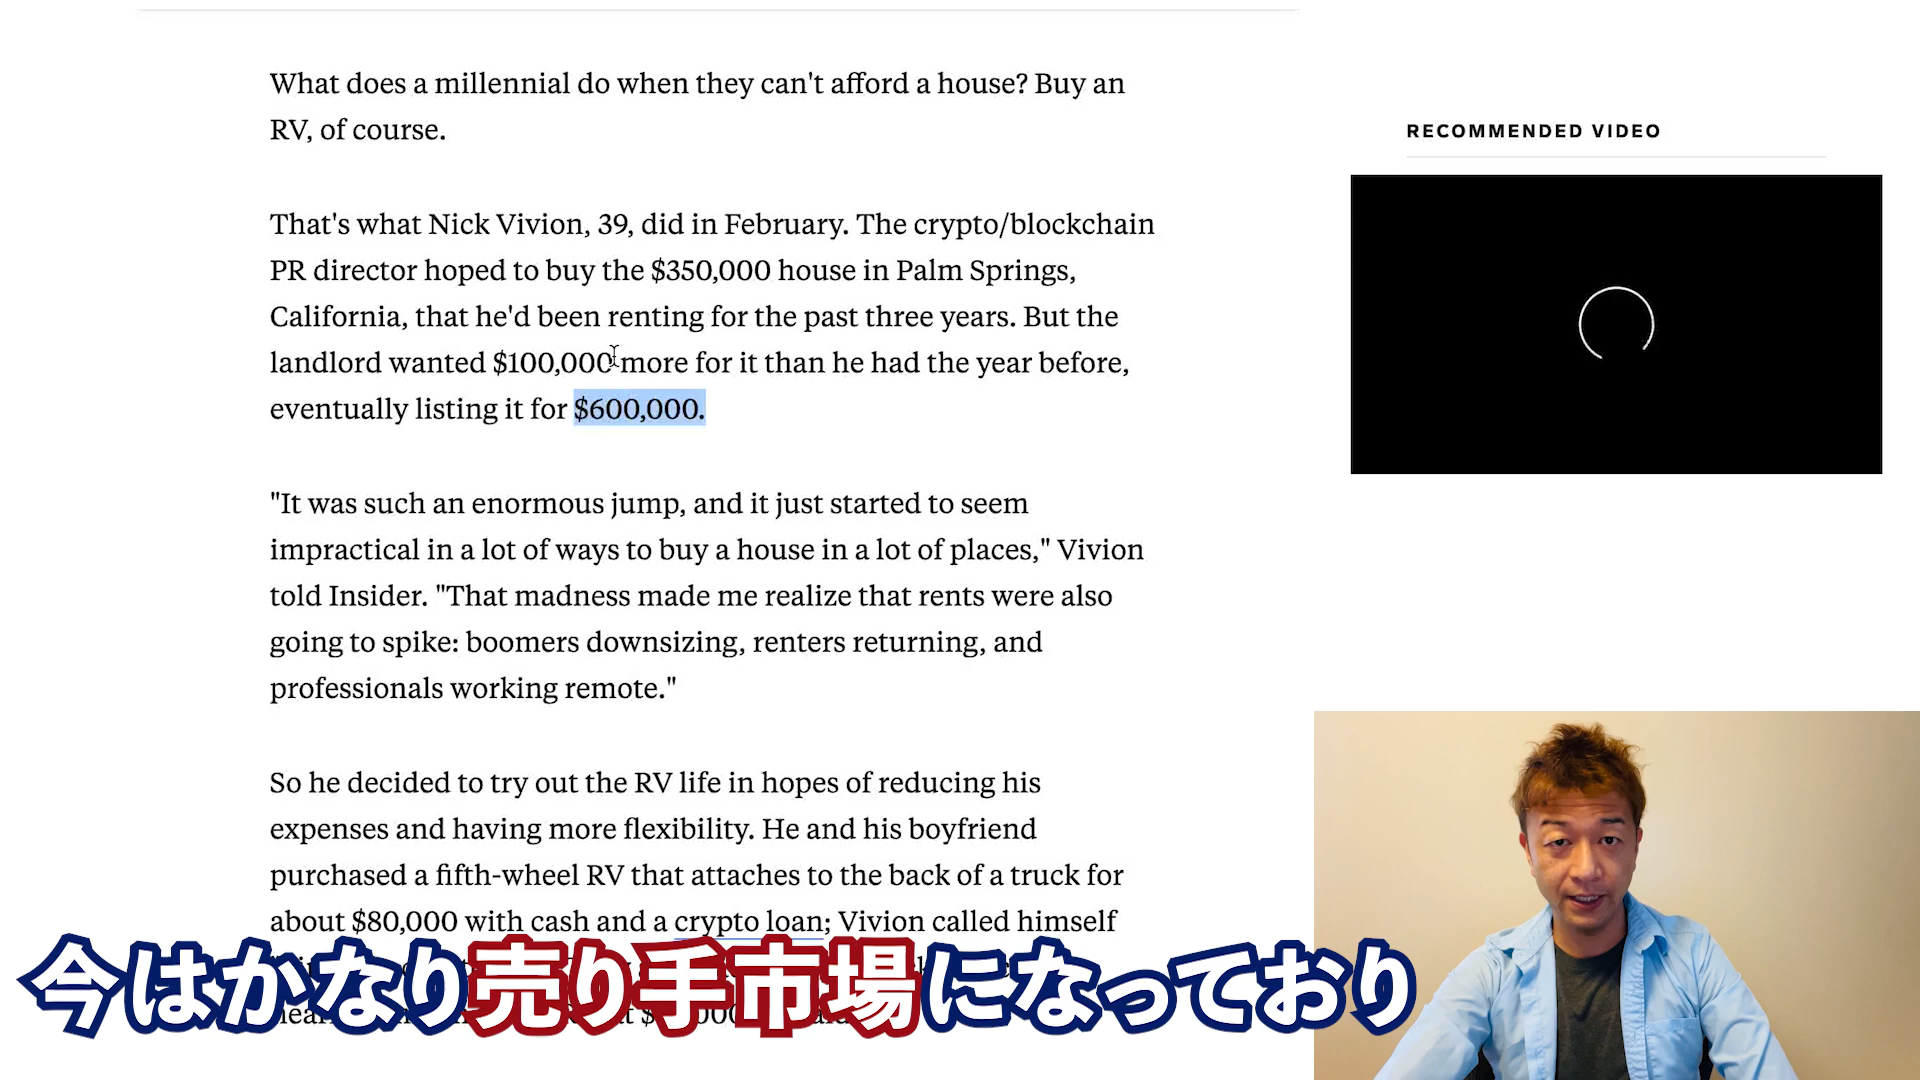 What does a millennial do when they can't afford a house? Buy an
RV, of course.
RECOMMENDED VIDEO
That's what Nick Vivion, 39, did in February. The crypto/blockchain
PR director hoped to buy the $350,000 house in Palm Springs,
California, that he'd been renting for the past three years. But the
landlord wanted $100,000 more for it than he had the year before,
eventually listing it for $600,000.
"It was such an enormous jump, and it just started to seem
impractical in a lot of ways to buy a house in a lot of places," Vivion
told Insider. "That madness made me realize that rents were also
going to spike: boomers downsizing, renters returning, and
professionals working remote."
So he decided to try out the RV life in hopes of reducing his
expenses and having more flexibility. He and his boyfriend
purchased a fifth-wheel RV that attaches to the back of a truck for
about $80,000 with cash and a crypto loan; Vivion called himself
今はかなり売り手市場になっており